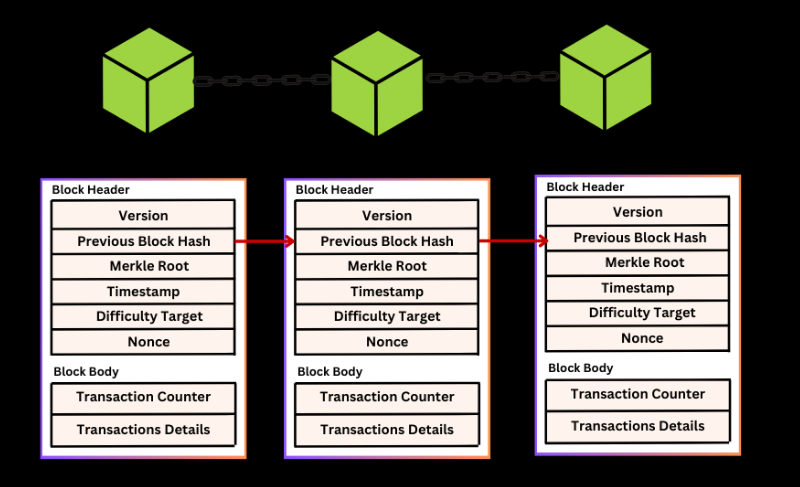 Block Header
Version
Previous Block Hash
Merkle Root
Timestamp
Difficulty Target
Nonce
Block Body
Transaction Counter
Transactions Details
Block Header
Version
Previous Block Hash
Merkle Root
Timestamp
Difficulty Target
Nonce
Block Body
Transaction Counter
Transactions Details
Block Header
Version
Previous Block Hash
Merkle Root
Timestamp
Difficulty Target
Nonce
Block Body
Transaction Counter
Transactions Details